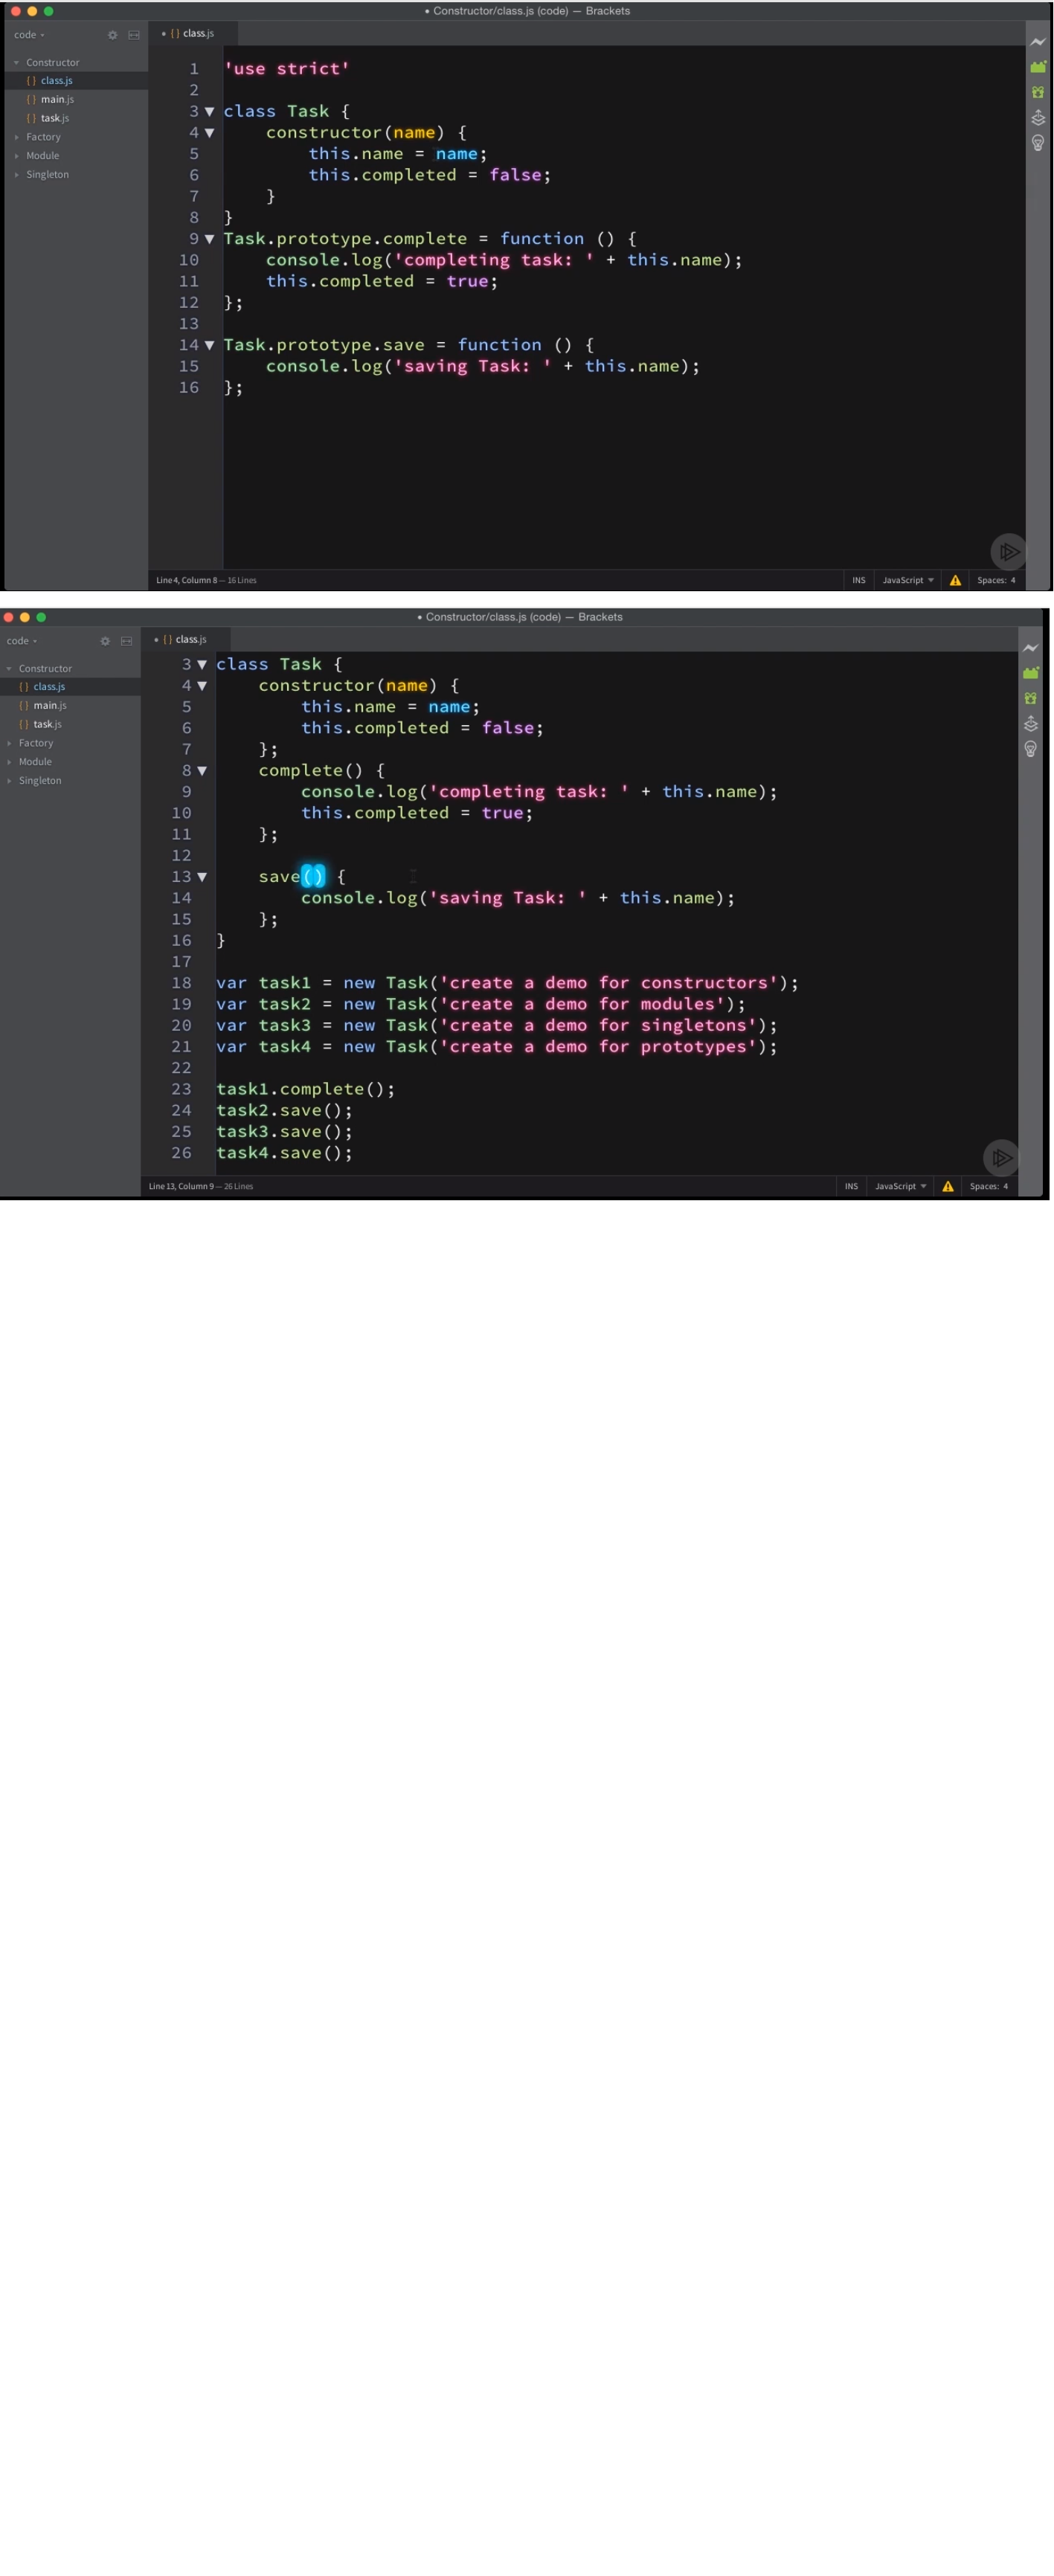 • Constructor/class.js (code) — Brackets
code
• { } class.js
Constructor
{ } class.js
{ } main.js
{ } task.js
Factory
Module
Singleton
1 'use strict'
2
3 class Task {
4 constructor(name) {
5 this.name = name;
6 this.completed = false;
7 }
8 }
9 Task.prototype.complete = function () {
10 console.log('completing task: ' + this.name);
11 this.completed = true;
12 };
13
14 Task.prototype.save = function () {
15 console.log('saving Task: ' + this.name);
16 };
Line 4, Column 8 — 16 Lines
INS JavaScript Spaces: 4
• Constructor/class.js (code) — Brackets
code
• { } class.js
Constructor
{ } class.js
{ } main.js
{ } task.js
Factory
Module
Singleton
3 class Task {
4 constructor(name) {
5 this.name = name;
6 this.completed = false;
7 };
8 complete() {
9 console.log('completing task: ' + this.name);
10 this.completed = true;
11 };
12
13 save() {
14 console.log('saving Task: ' + this.name);
15 };
16 }
17
18 var task1 = new Task('create a demo for constructors');
19 var task2 = new Task('create a demo for modules');
20 var task3 = new Task('create a demo for singletons');
21 var task4 = new Task('create a demo for prototypes');
22
23 task1.complete();
24 task2.save();
25 task3.save();
26 task4.save();
Line 13, Column 9 — 26 Lines
INS JavaScript Spaces: 4